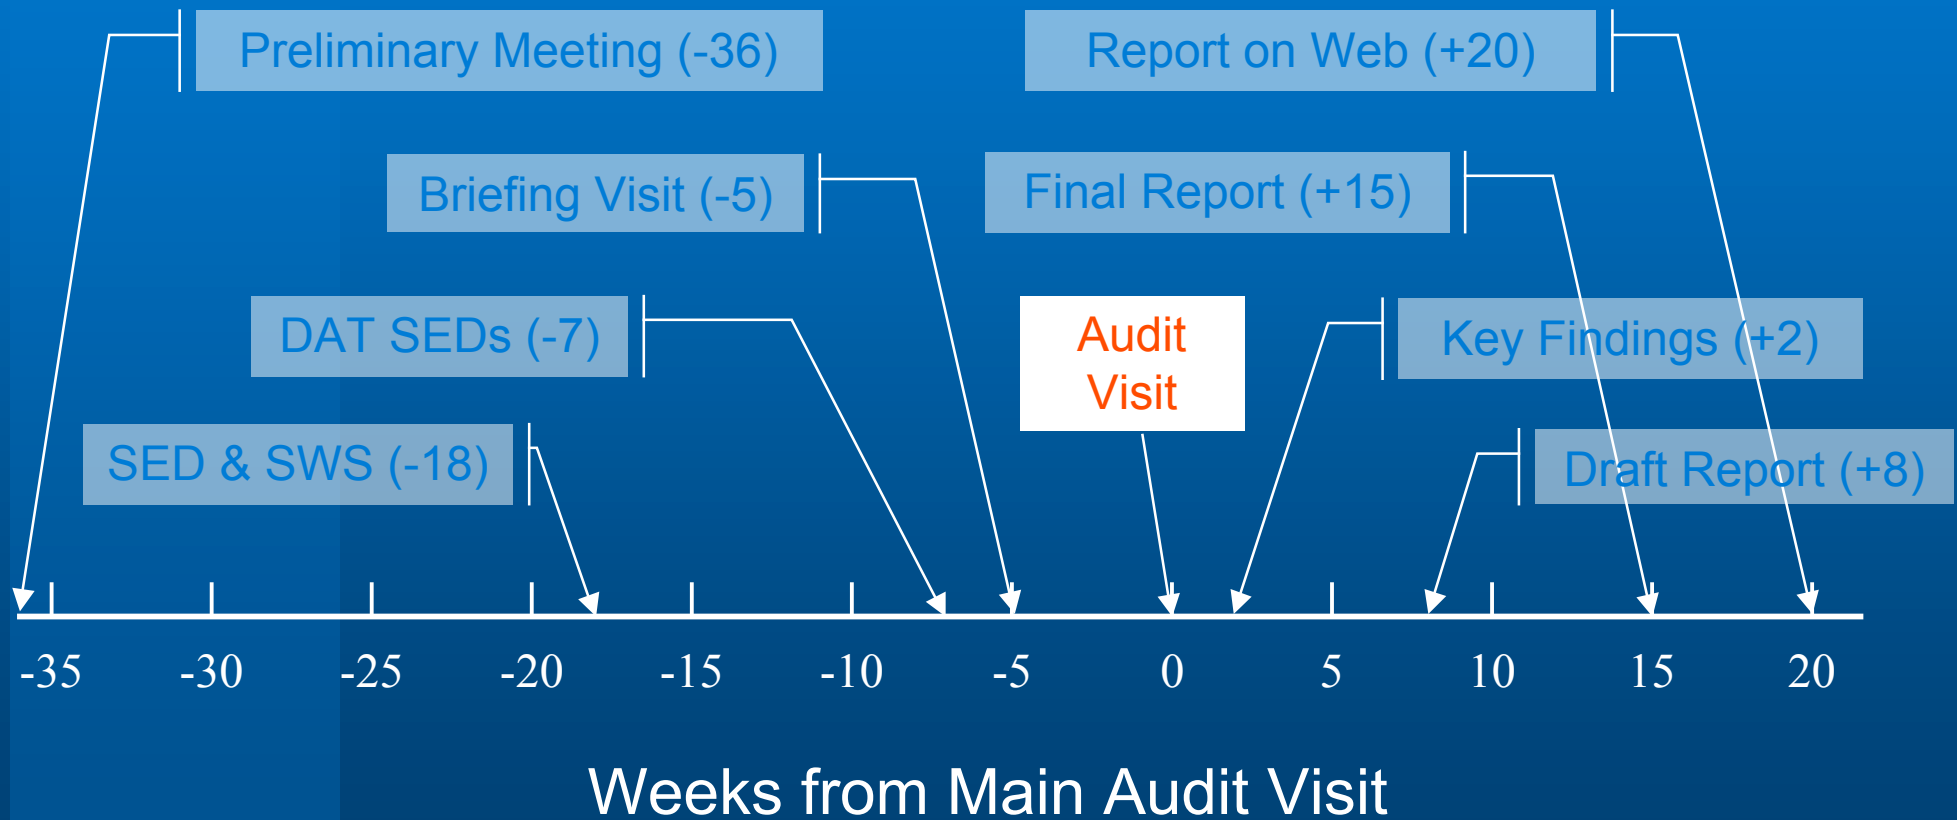 Preliminary Meeting (-36)
Report on Web (+20)
Briefing Visit (-5)
Final Report (+15)
DAT SEDs (-7)
Audit
Visit
Key Findings (+2)
SED & SWS (-18)
Draft Report (+8)
-35 -30 -25 -20 -15 -10 -5 0 5 10 15 20
Weeks from Main Audit Visit